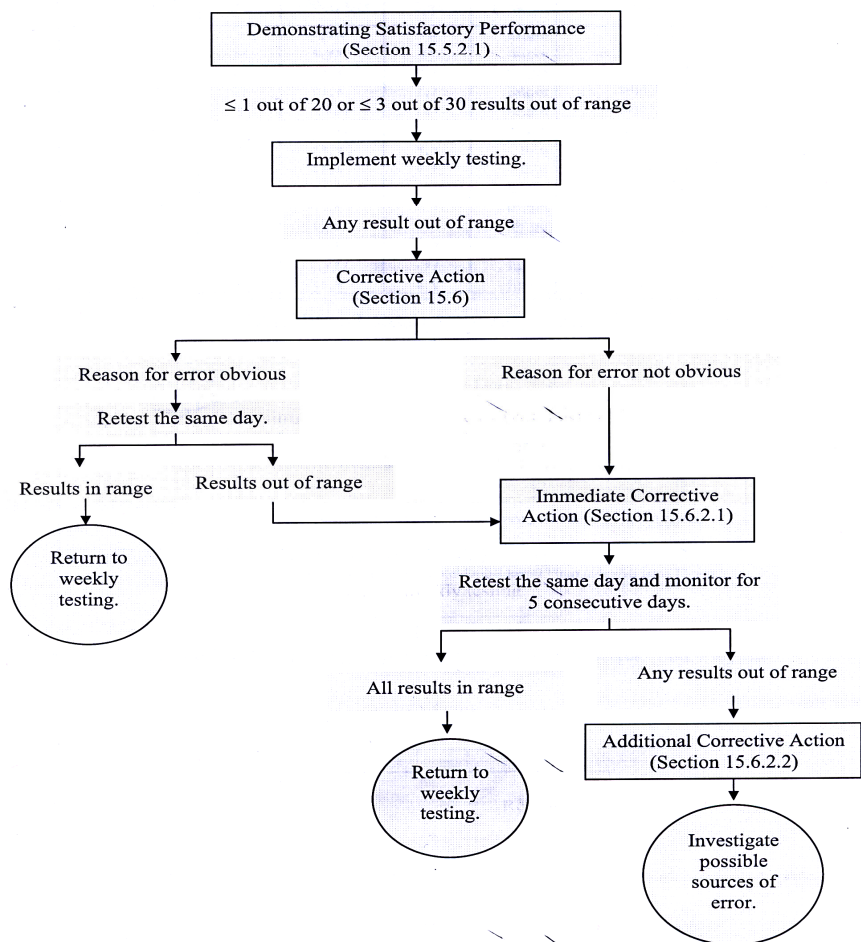 Demonstrating Satisfactory Performance
(Section 15.5.2.1)
≤ 1 out of 20 or ≤ 3 out of 30 results out of range
Implement weekly testing.
Any result out of range
Corrective Action
(Section 15.6)
Reason for error obvious
Reason for error not obvious
Retest the same day.
Results in range
Results out of range
Immediate Corrective
Action (Section 15.6.2.1)
Return to
weekly
testing.
Retest the same day and monitor for
5 consecutive days.
All results in range
Any results out of range
Additional Corrective Action
(Section 15.6.2.2)
Return to
weekly
testing.
Investigate
possible
sources of
error.